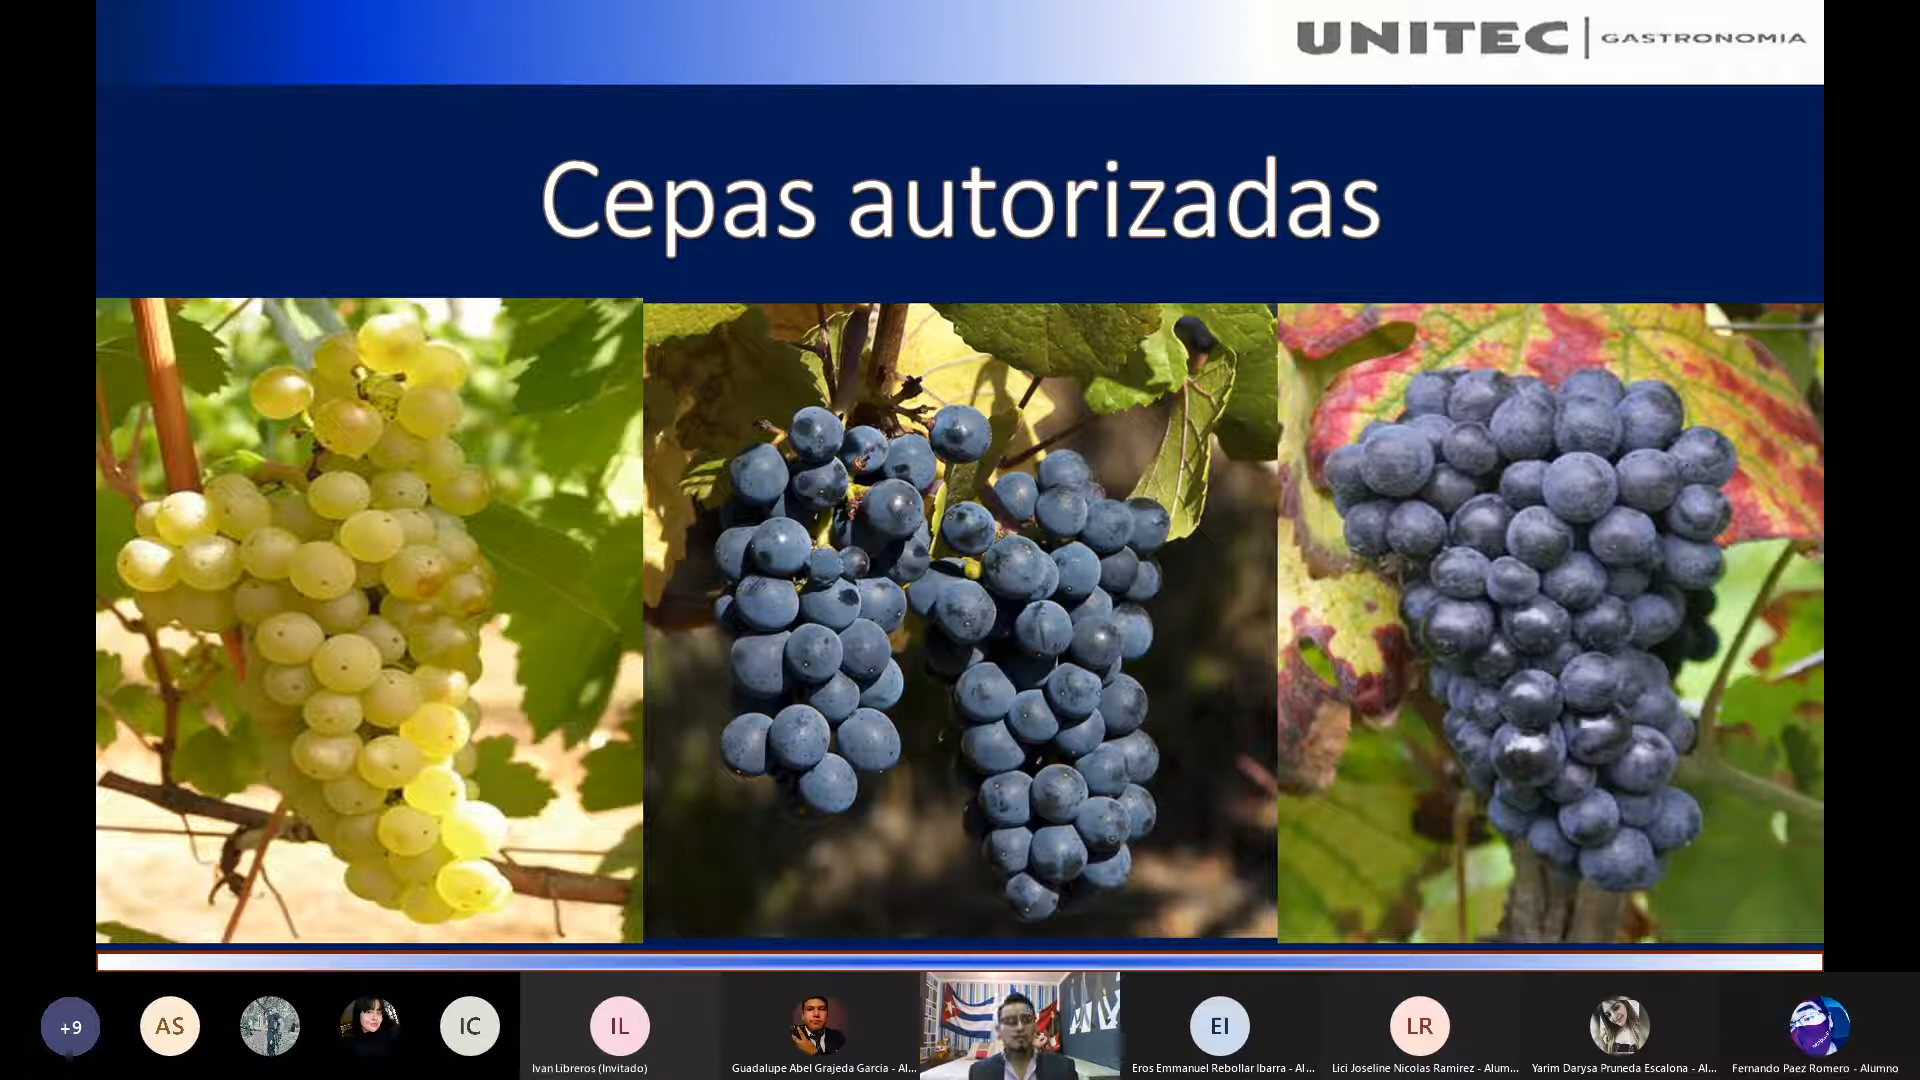 UNITEC | GASTRONOMIA
Cepas autorizadas
+9
AS
IC
IL
EI
LR
Ivan Libreros (Invitado)
Guadalupe Abel Grajeda Garcia - Al...
Eros Emmanuel Rebollar Ibarra - Al...
Lici Joseline Nicolas Ramirez - Alum...
Yarim Darysa Pruneda Escalona - Al...
Fernando Paez Romero - Alumno